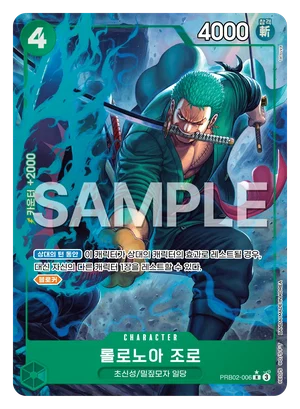 4
4000
참격
斬
카운터 +2000
SAMPLE
상대의 턴 동안 이 캐릭터가 상대의 캐릭터의 효과로 레스트될 경우,
대신 자신의 다른 캐릭터 1장을 레스트할 수 있다.
블로커
CHARACTER
롤로노아 조로
초신성/밀짚모자 일당
PRB02-006 R
3